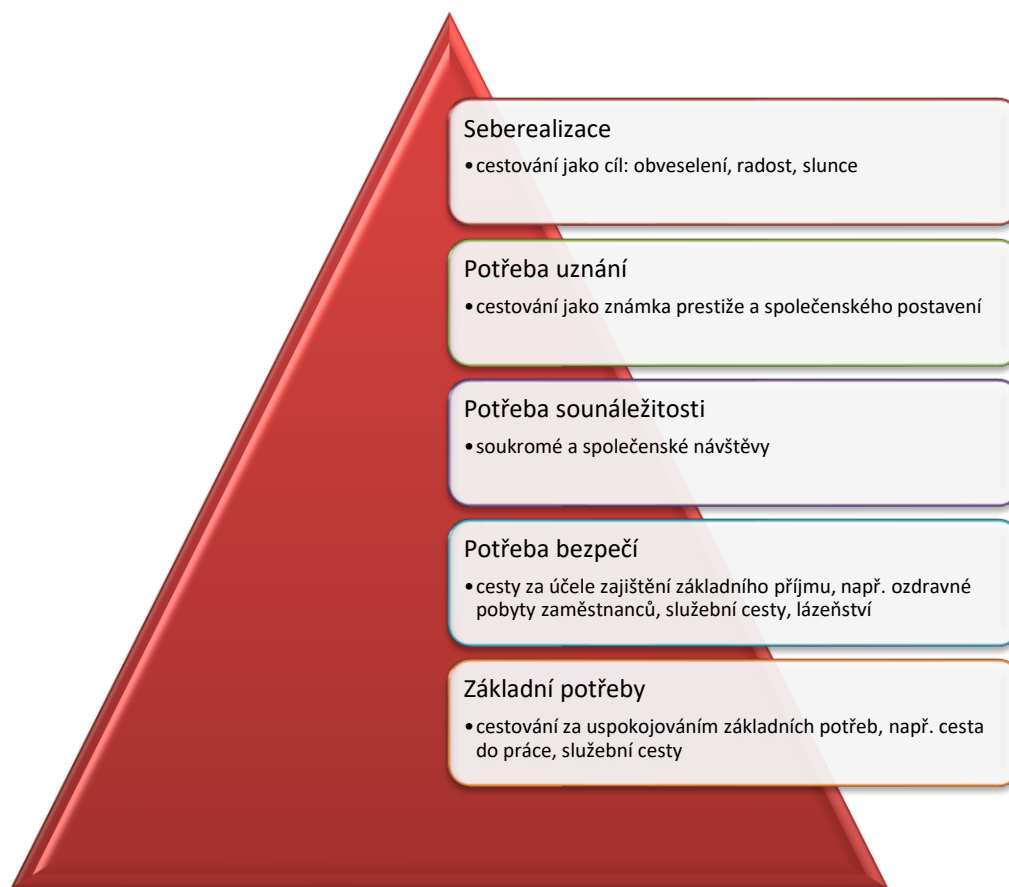 Seberealizace
•cestování jako cíl: obveselení, radost, slunce
Potřeba uznání
•cestování jako známka prestiže a společenského postavení
Potřeba sounáležitosti
•soukromé a společenské návštěvy
Potřeba bezpečí
•cesty za účele zajištění základního příjmu, např. ozdravné
pobyty zaměstnanců, služební cesty, lázeňství
Základní potřeby
•cestování za uspokojováním základních potřeb, např. cesta
do práce, služební cesty